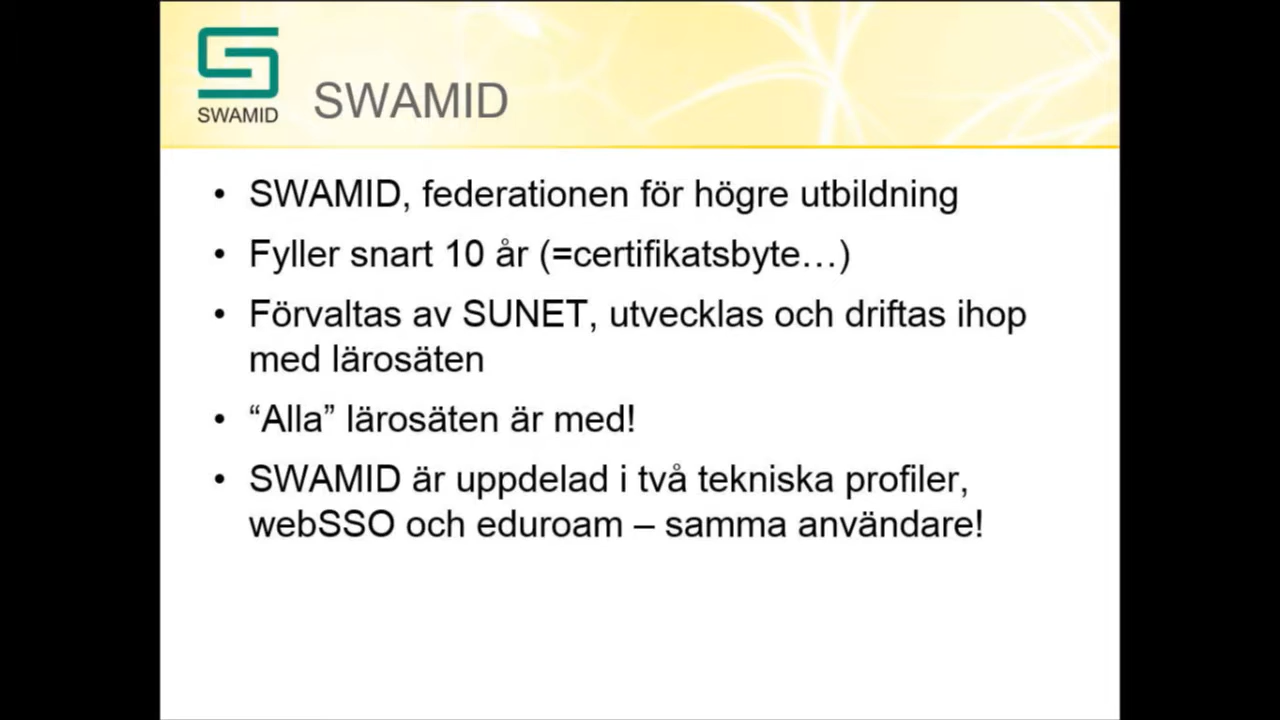 SWAMID
SWAMID
• SWAMID, federationen för högre utbildning
• Fyller snart 10 år (=certifikatsbyte…)
• Förvaltas av SUNET, utvecklas och driftas ihop
med lärosäten
• “Alla” lärosäten är med!
• SWAMID är uppdelad i två tekniska profiler,
webSSO och eduroam – samma användare!